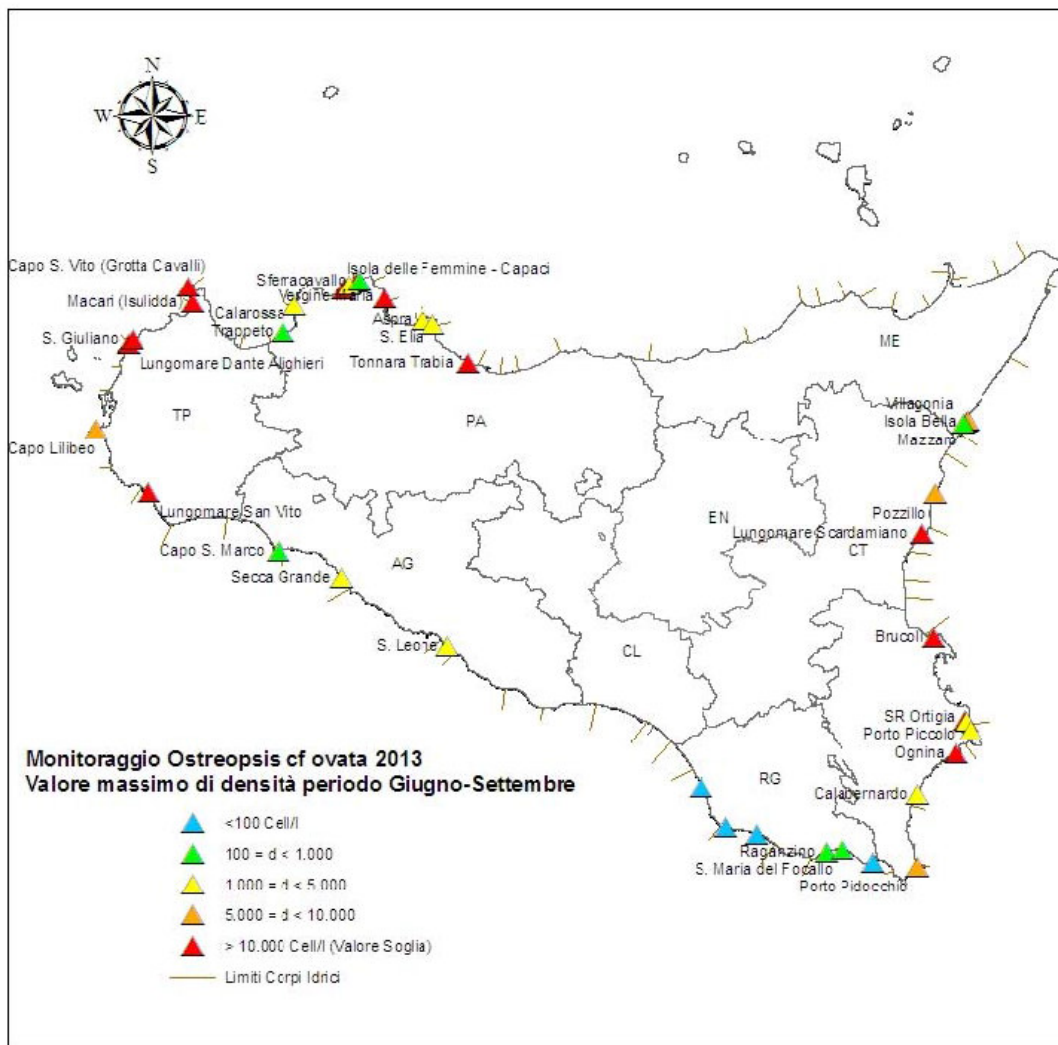 N
W E
S
Capo S. Vito (Grotta Cavalli)
Isola delle Femmine - Capaci
Sferracavallo
Vergine Maria
Macari (Isulidda)
Calarossa
Trappeto
Aspra
S. Elia
S. Giuliano
Lungomare Dante Alighieri
Tonnara Trabia
ME
TP
PA
Villagonia
Isola Bella
Mazzarò
Capo Lilibeo
Lungomare San Vito
EN
Pozzillo
Lungomare Scardamiano
CT
Capo S. Marco
AG
Secca Grande
S. Leone
CL
Brucoli
SR Ortigia
Porto Piccolo
Ognina
RG
Calabernardo
Raganzino
S. Maria del Focallo
Porto Pidocchio
Monitoraggio Ostreopsis cf ovata 2013
Valore massimo di densità periodo Giugno-Settembre
<100 Cell/l
100 = d < 1.000
1.000 = d < 5.000
5.000 = d < 10.000
> 10.000 Cell/l (Valore Soglia)
Limiti Corpi Idrici